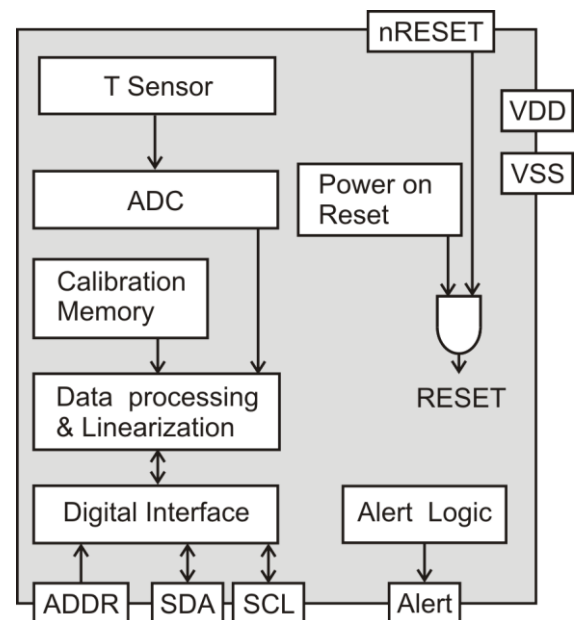 nRESET
T Sensor
VDD
VSS
ADC
Power on
Reset
Calibration
Memory
Data processing
& Linearization
RESET
Digital Interface
Alert Logic
ADDR
SDA
SCL
Alert